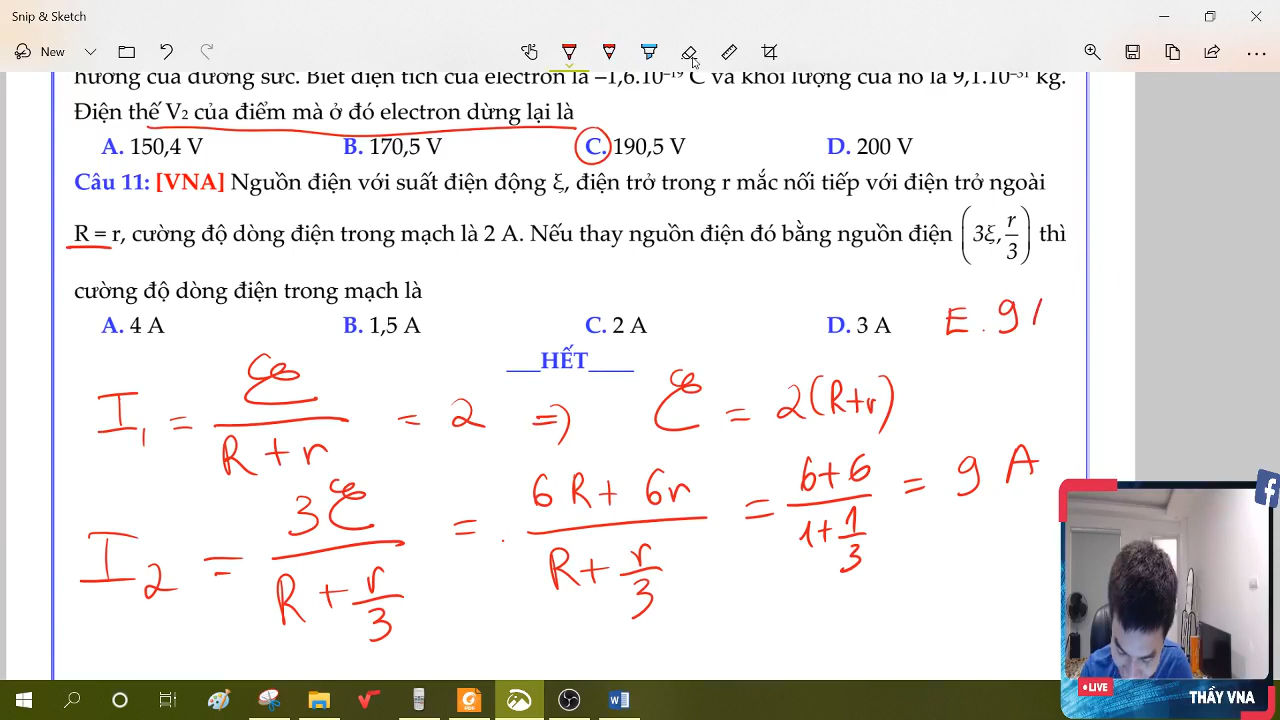 Snip & Sketch
New
hướng của đường sức. Biết điện tích của electron là –1,6.10⁻¹⁹ C và khối lượng của nó là 9,1.10⁻³¹ kg.
Điện thế V₂ của điểm mà ở đó electron dừng lại là
A. 150,4 V B. 170,5 V C. 190,5 V D. 200 V
Câu 11: [VNA] Nguồn điện với suất điện động ξ, điện trở trong r mắc nối tiếp với điện trở ngoài
R = r, cường độ dòng điện trong mạch là 2 A. Nếu thay nguồn điện đó bằng nguồn điện (3ξ, r/3) thì
cường độ dòng điện trong mạch là
A. 4 A B. 1,5 A C. 2 A D. 3 A
E. 9A
___HẾT____
I₁ = ξ/(R + r) = 2 => ξ = 2(R+r)
I₂ = 3ξ/(R + r/3) = (6R + 6r)/(R + r/3) = (6+6)/(1+1/3) = 9 A
LIVE
THẦY VNA